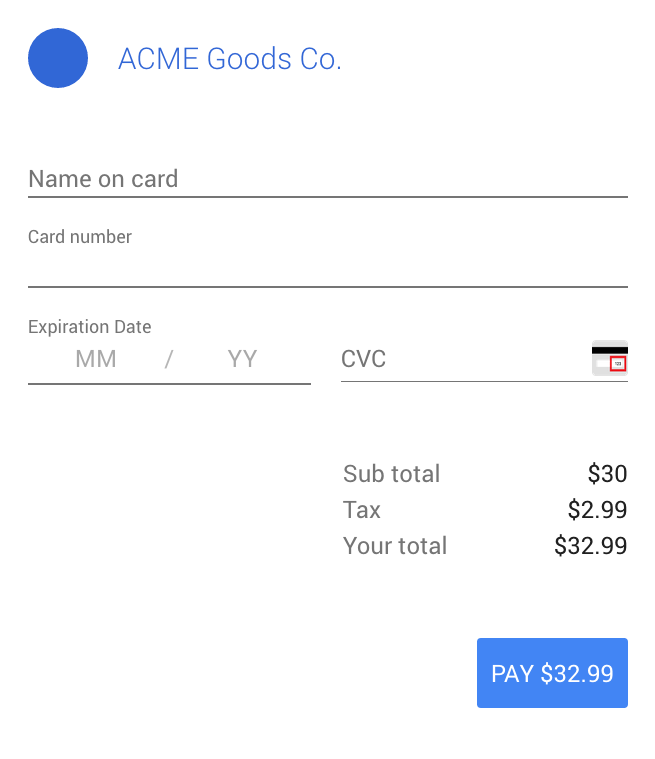 ACME Goods Co.
Name on card
Card number
Expiration Date
MM / YY CVC
Sub total $30
Tax $2.99
Your total $32.99
PAY $32.99